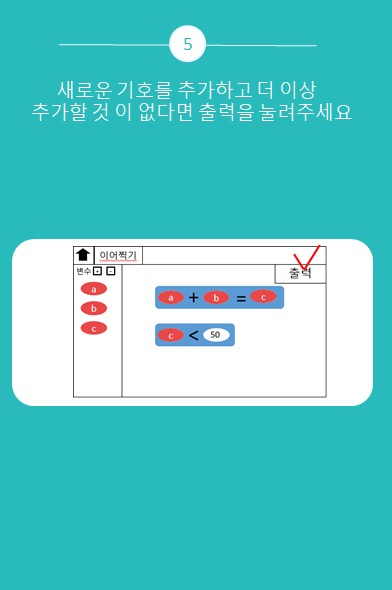 5
새로운 기호를 추가하고 더 이상
추가할 것 이 없다면 출력을 눌러주세요
이어찍기
변수 + -
출력
a
b
c
a + b = c
c < 50